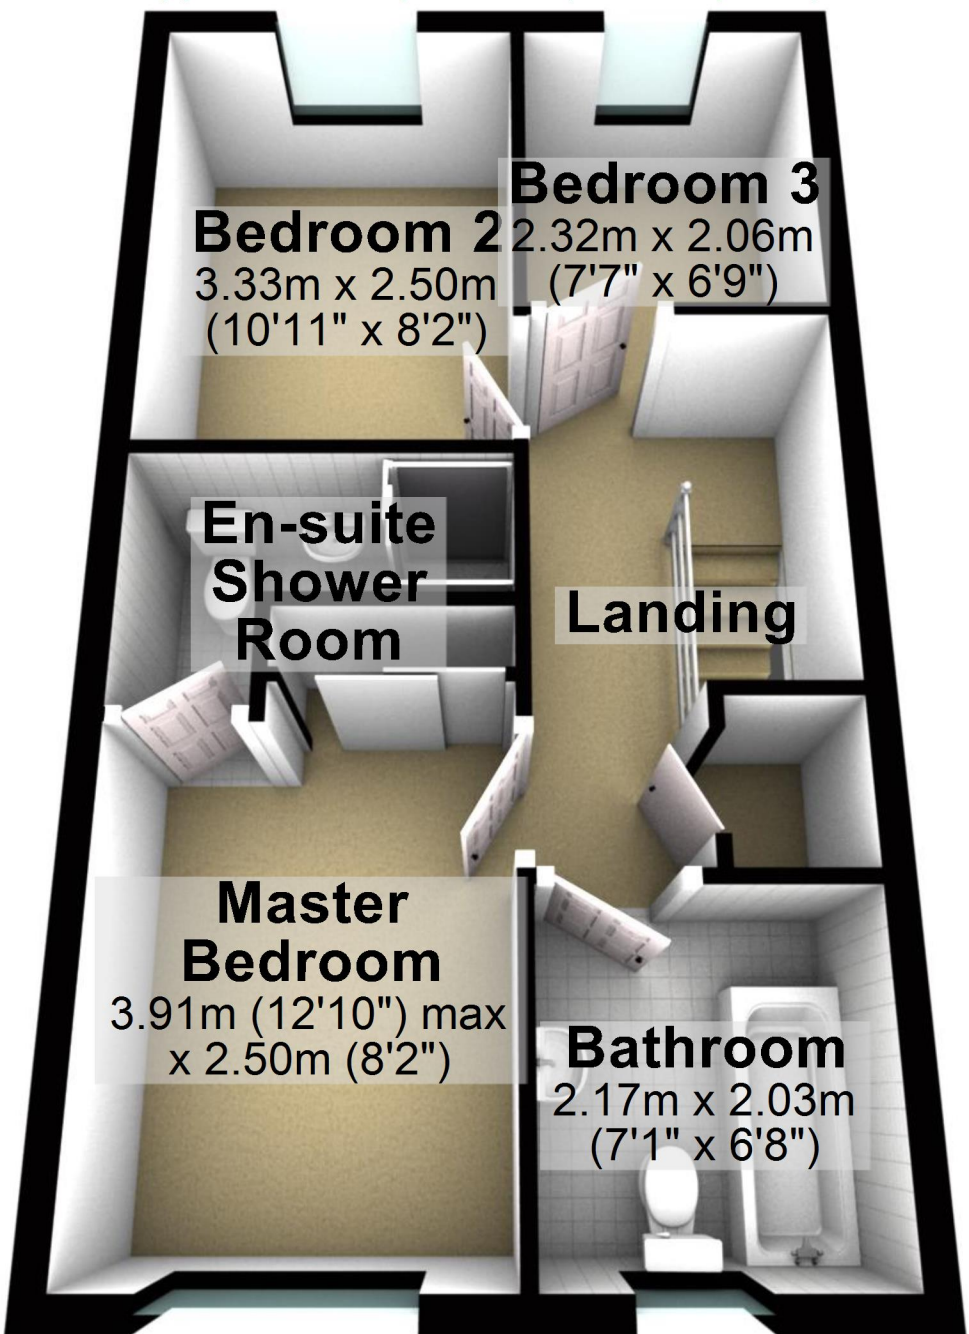 Bedroom 3
2.32m x 2.06m
(7'7" x 6'9")
Bedroom 2
3.33m x 2.50m
(10'11" x 8'2")
En-suite
Shower
Room
Landing
Master
Bedroom
3.91m (12'10") max
x 2.50m (8'2")
Bathroom
2.17m x 2.03m
(7'1" x 6'8")